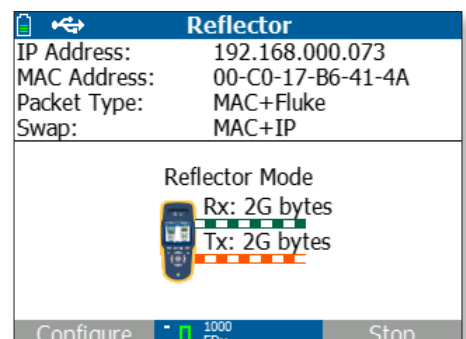 Reflector
IP Address: 192.168.000.073
MAC Address: 00-C0-17-B6-41-4A
Packet Type: MAC+Fluke
Swap: MAC+IP
Reflector Mode
Rx: 2G bytes
Tx: 2G bytes
Configure 1000 Stop